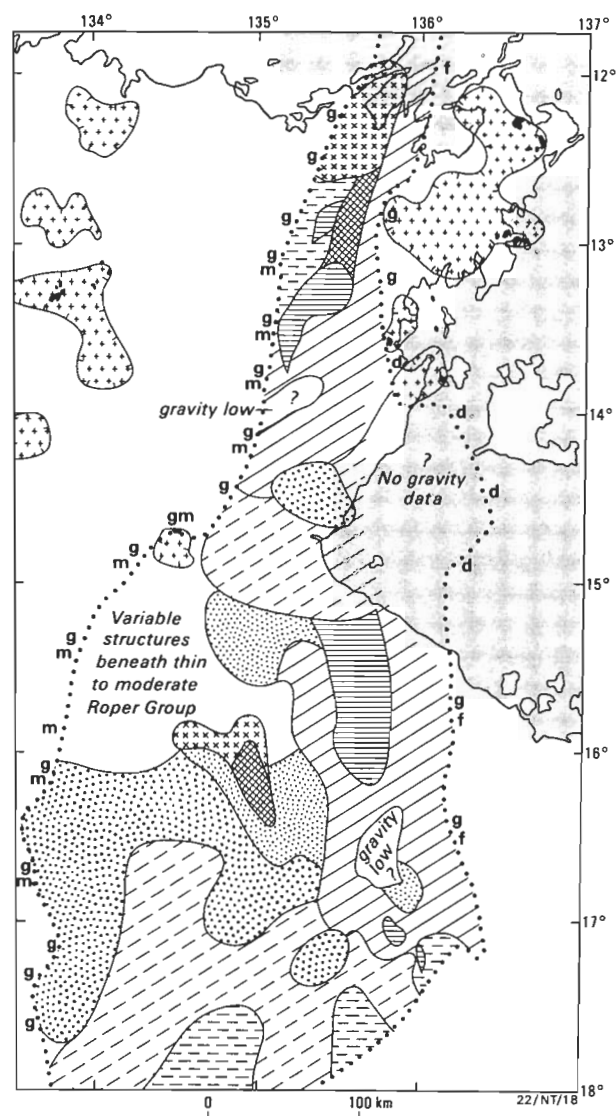 134° 135° 136° 137°
12°
f
g
g
g
g
13°
g
m
g
g
m
d
g
m
gravity low
?
14°
d
g
m
?
No gravity
data
g
d
gm
g
m
d
15°
Variable
structures
beneath thin
to moderate
Roper Group
g
m
g
f
m
16°
g
m
g
f
gravity
low
?
g
m
17°
g
g
g
18°
0 100 km
22/NT/18